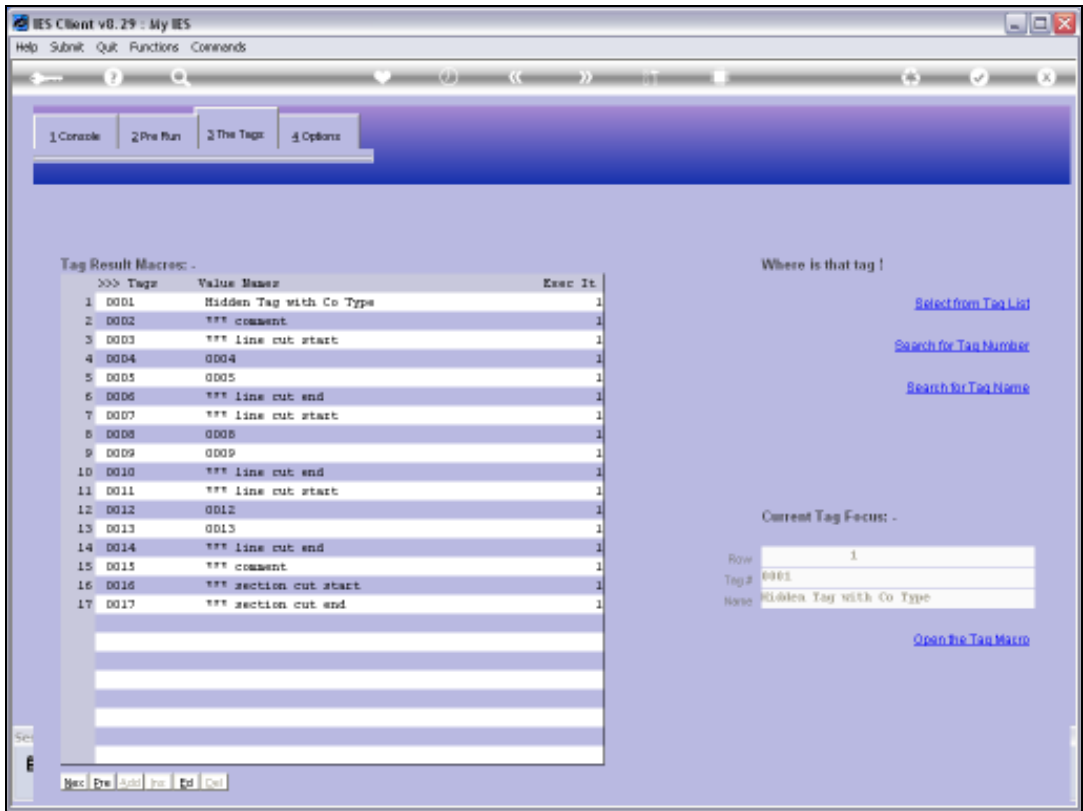 IES Client v8.29 : My IES
Help Submit Quit Functions Commands
1 Console 2 Pre Run 3 The Tags 4 Options
Tag Result Macros: -
>>> Tags Value Names Exec It
1 0001 Hidden Tag with Co Type 1
2 0002 *** comment 1
3 0003 *** line cut start 1
4 0004 0004 1
5 0005 0005 1
6 0006 *** line cut end 1
7 0007 *** line cut start 1
8 0008 0008 1
9 0009 0009 1
10 0010 *** line cut end 1
11 0011 *** line cut start 1
12 0012 0012 1
13 0013 0013 1
14 0014 *** line cut end 1
15 0015 *** comment 1
16 0016 *** section cut start 1
17 0017 *** section cut end 1
Where is that tag !
Select from Tag List
Search for Tag Number
Search for Tag Name
Current Tag Focus: -
Row 1
Tag # 0001
Name Hidden Tag with Co Type
Open the Tag Macro
Nex Pre Add Ins Ed Del